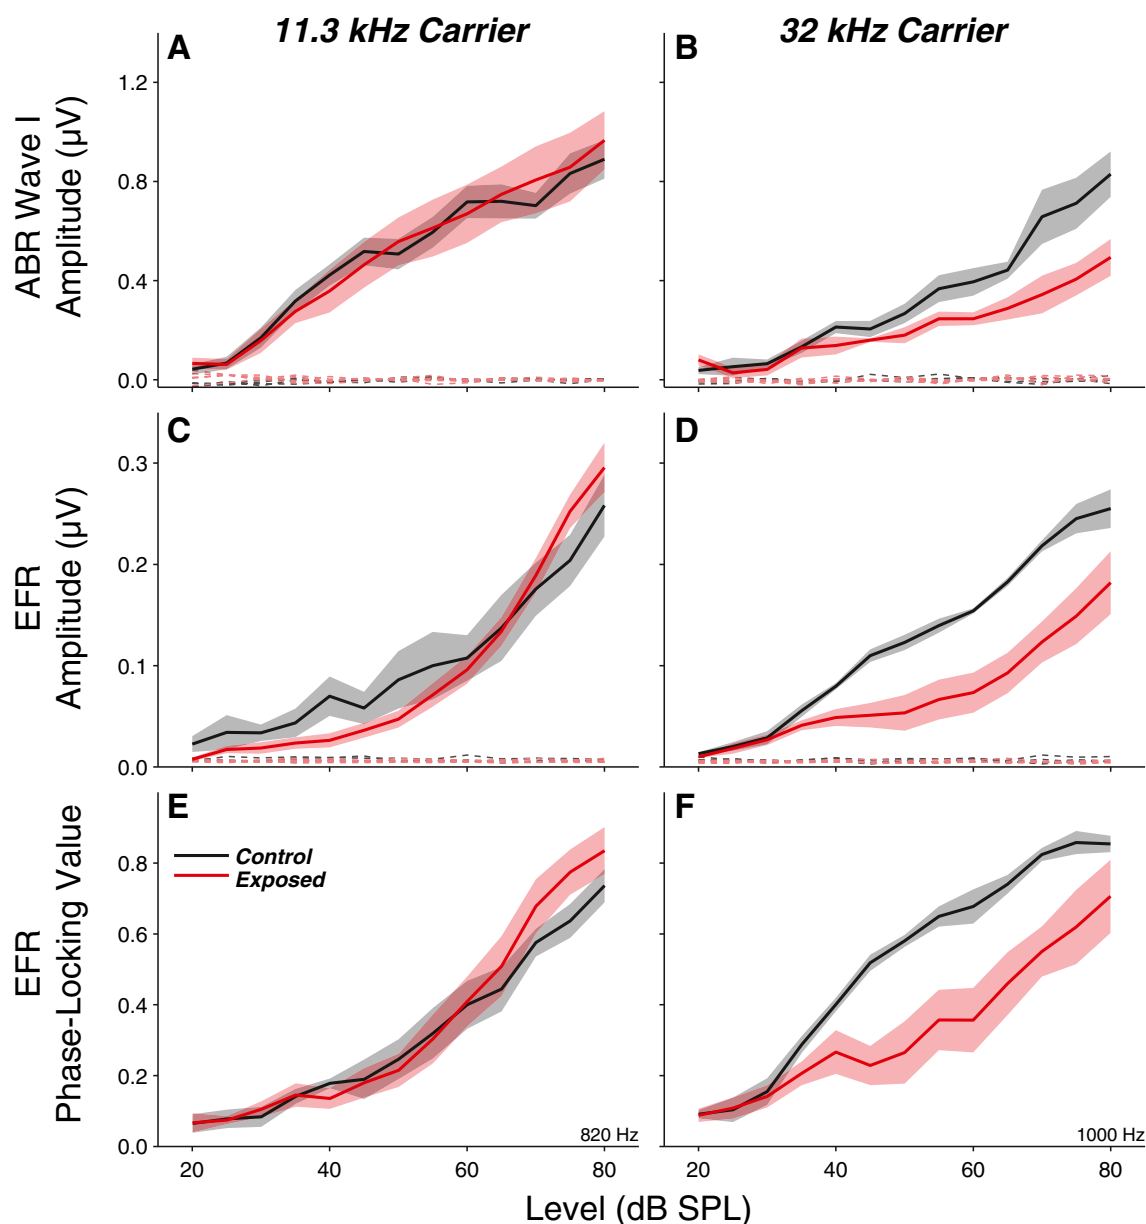 11.3 kHz Carrier
32 kHz Carrier
A
B
ABR Wave I
Amplitude (µV)
1.2
0.8
0.4
0.0
C
D
EFR
Amplitude (µV)
0.3
0.2
0.1
0.0
E
F
EFR
Phase-Locking Value
0.8
0.6
0.4
0.2
0.0
Control
Exposed
820 Hz
1000 Hz
20 40 60 80
20 40 60 80
Level (dB SPL)